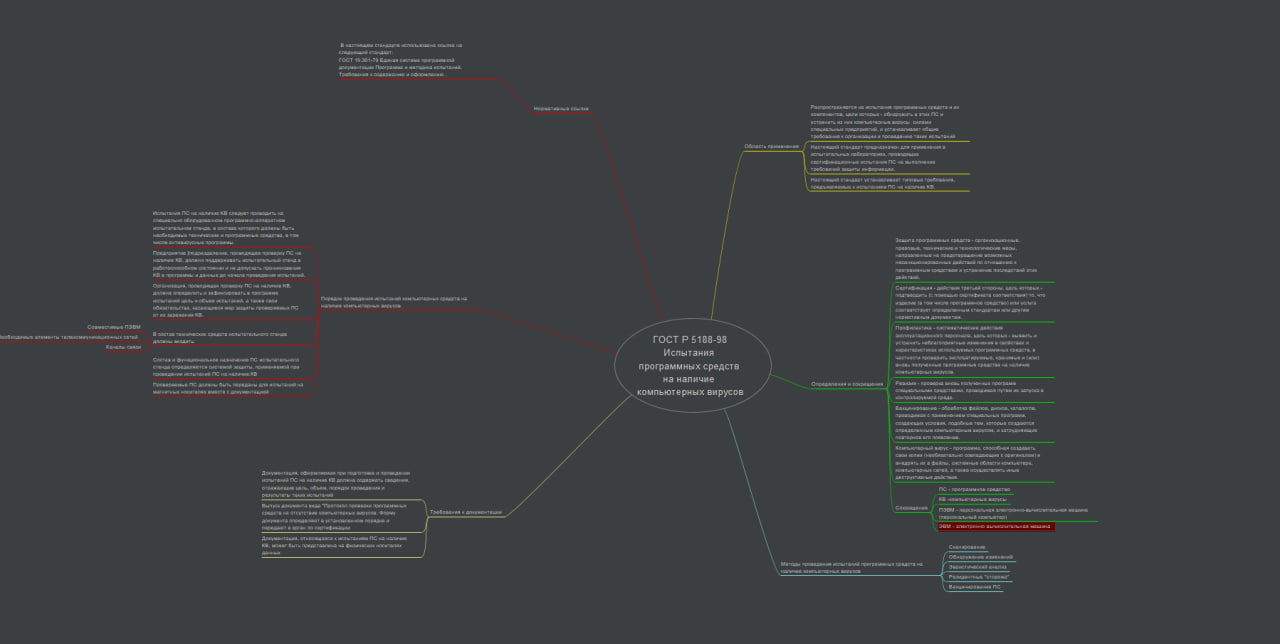 В настоящем стандарте использована ссылка на
следующий стандарт:
ГОСТ 19.301-79 Единая система программной
документации Программа и методика испытаний.
Требования к содержанию и оформлению
Нормативные ссылки
Распространяется на испытания программных средств и их
компонентов, цели которых - обнаружить в этих ПС и
устранить из них компьютерные вирусы силами
специальных предприятий, и устанавливает общие
требования к организации и проведению таких испытаний
Область применения
Настоящий стандарт предназначен для применения в
испытательных лабораториях, проводящих
сертификационные испытания ПС на выполнение
требований защиты информации.
Настоящий стандарт устанавливает типовые требования,
предъявляемые к испытаниям ПС на наличие КВ.
Испытания ПС на наличие КВ следует проводить на
специально оборудованном программно-аппаратном
испытательном стенде, в составе которого должны быть
необходимые технические и программные средства, в том
числе антивирусные программы.
Предприятие (подразделение, проводящее проверку ПС на
наличие КВ, должно поддерживать испытательный стенд в
работоспособном состоянии и не допускать проникновения
КВ в программы и данные до начала проведения испытаний.
Организация, проводящая проверку ПС на наличие КВ,
должна определить и зафиксировать в программе
испытаний цель и объем испытаний, а также свои
обязательства, касающиеся мер защиты проверяемых ПС
от их заражения КВ.
Порядок проведения испытаний компьютерных средств на
наличие компьютерных вирусов
В состав технических средств испытательного стенда
должны входить:
Совместимые ПЭВМ
необходимые элементы телекоммуникационных сетей
Каналы связи
Состав и функциональное назначение ПС испытательного
стенда определяется системой защиты, применяемой при
проведении испытаний ПС на наличие КВ
Проверяемые ПС должны быть переданы для испытаний на
магнитных носителях вместе с документацией
ГОСТ Р 5188-98
Испытания
программных средств
на наличие
компьютерных вирусов
Защита программных средств - организационные,
правовые, технические и технологические меры,
направленные на предотвращение возможных
несанкционированных действий по отношению к
программным средствам и устранение последствий этих
действий.
Сертификация - действия третьей стороны, цель которых -
подтвердить (с помощью сертификата соответствия) то, что
изделие (в том числе программное средство) или услуга
соответствует определенным стандартам или другим
нормативным документам.
Профилактика - систематические действия
эксплуатационного персонала, цель которых - выявить и
устранить неблагоприятные изменения в свойствах и
характеристиках используемых программных средств, в
частности проверить эксплуатируемые, хранимые и (или)
вновь полученные программные средства на наличие
компьютерных вирусов.
Определения и сокращения
Ревизия - проверка вновь полученных программ
специальными средствами, проводимая путем их запуска в
контролируемой среде.
Вакцинирование - обработка файлов, дисков, каталогов,
проводимая с применением специальных программ,
создающих условия, подобные тем, которые создаются
определенным компьютерным вирусом, и затрудняющих
повторное его появление.
Компьютерный вирус - программа, способная создавать
свои копии (необязательно совпадающие с оригиналом) и
внедрять их в файлы, системные области компьютера,
компьютерных сетей, а также осуществлять иные
деструктивные действия.
Сокращения
ПС - программное средство
КВ -компьютерные вирусы
ПЭВМ - персональная электронно-вычислительная машина
(персональный компьютер)
ЭВМ - электронно вычислительная машина
Документация, оформляемая при подготовке и проведении
испытаний ПС на наличие КВ должна содержать сведения,
отражающие цель, объем, порядок проведения и
результаты таких испытаний
Выпуск документа вида "Протокол проверки программных
средств на отсутствие компьютерных вирусов. Форму
документа определяют в установленном порядке и
передают в орган по сертификации
Требования к документации
Документация, относящаяся к испытаниям ПС на наличие
КВ, может быть представлена на физических носителях
данных
Методы проведения испытаний программных средств на
наличие компьютерных вирусов
Сканирование
Обнаружение изменений
Эвристический анализ
Резидентные "сторожа"
Вакцинирование ПС